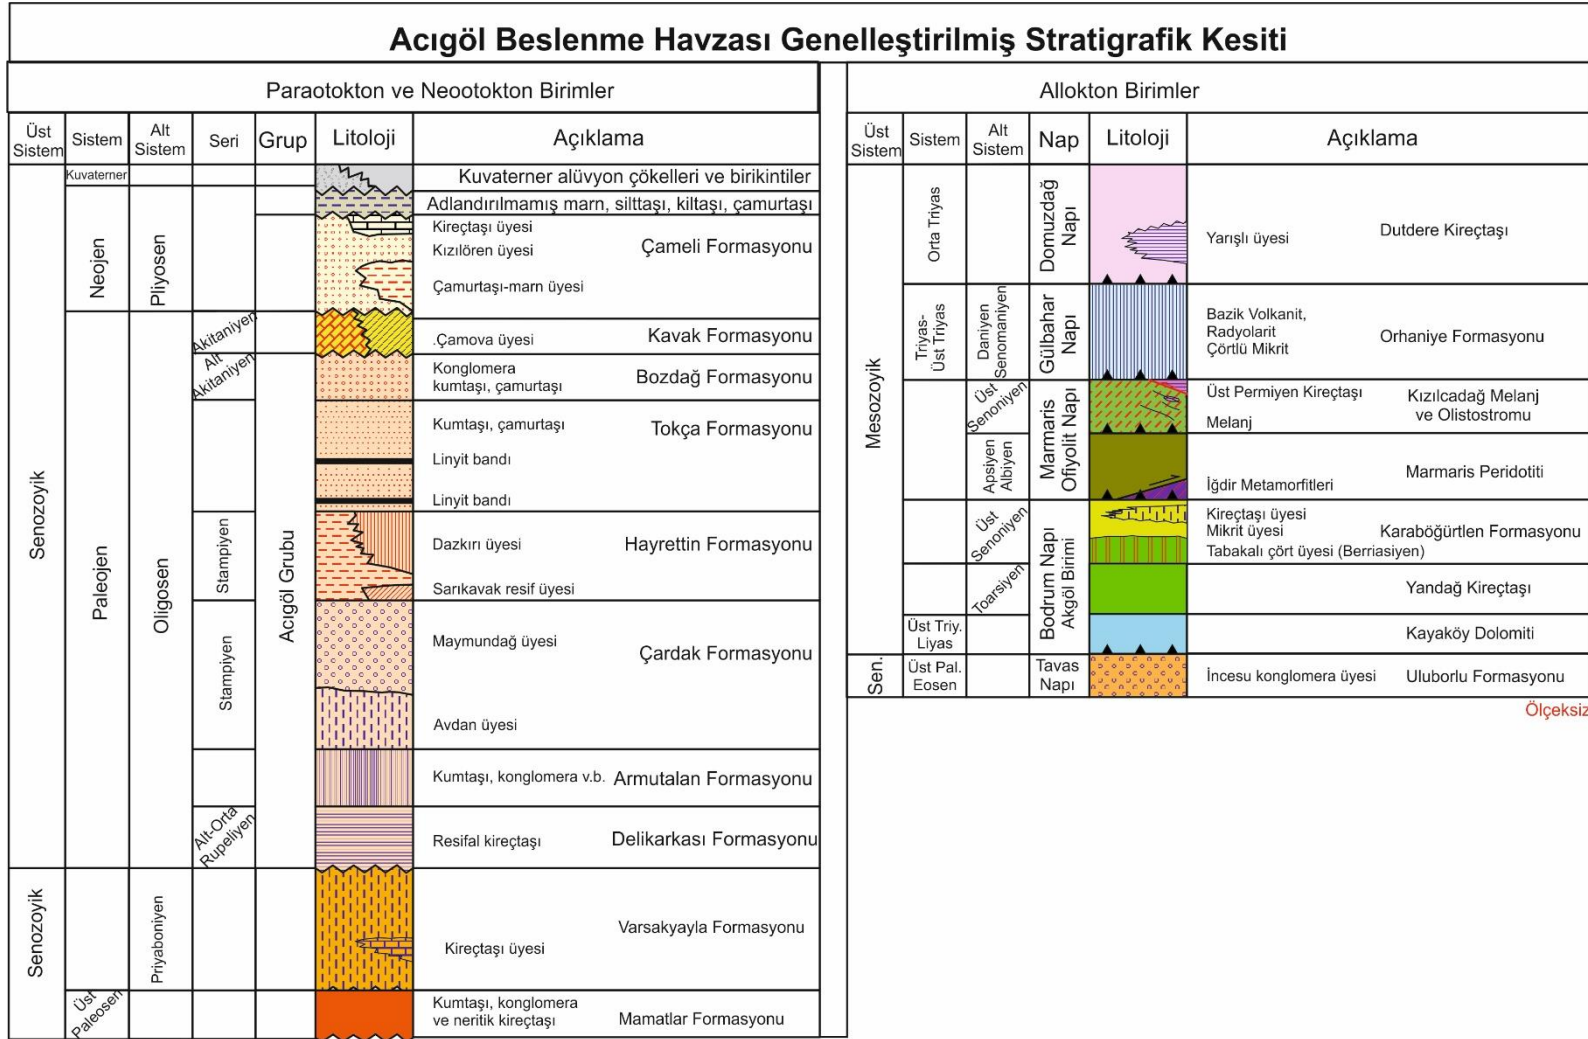 Acıgöl Beslenme Havzası Genelleştirilmiş Stratigrafik Kesiti
Paraotokton ve Neootokton Birimler
Üst Sistem
Sistem
Alt Sistem
Seri
Grup
Litoloji
Açıklama
Senozoyik
Kuvaterner
Kuvaterner alüvyon çökelleri ve birikintiler
Adlandırılmamış marn, silttaşı, kiltaşı, çamurtaşı
Neojen
Pliyosen
Kireçtaşı üyesi
Kızılören üyesi
Çameli Formasyonu
Çamurtaşı-marn üyesi
Paleojen
Oligosen
Acıgöl Grubu
Akitaniyen
.Çamova üyesi
Kavak Formasyonu
Alt
Akitaniyen
Konglomera
kumtaşı, çamurtaşı
Bozdağ Formasyonu
Kumtaşı, çamurtaşı
Tokça Formasyonu
Linyit bandı
Linyit bandı
Stampiyen
Dazkırı üyesi
Hayrettin Formasyonu
Sarıkavak resif üyesi
Stampiyen
Maymundağ üyesi
Çardak Formasyonu
Avdan üyesi
Kumtaşı, konglomera v.b.
Armutalan Formasyonu
Alt-Orta
Rupeliyen
Resifal kireçtaşı
Delikarkası Formasyonu
Senozoyik
Priyaboniyen
Varsakyayla Formasyonu
Kireçtaşı üyesi
Üst
Paleosen
Kumtaşı, konglomera
ve neritik kireçtaşı
Mamatlar Formasyonu
Allokton Birimler
Üst Sistem
Sistem
Alt Sistem
Nap
Litoloji
Açıklama
Mesozoyik
Orta Triyas
Domuzdağ
Napı
Yarışlı üyesi
Dutdere Kireçtaşı
Triyas-
Üst Triyas
Daniyen
Senomaniyen
Gülbahar
Napı
Bazik Volkanit,
Radyolarit
Çörtlü Mikrit
Orhaniye Formasyonu
Üst
Senoniyen
Marmaris
Ofiyolit Napı
Üst Permiyen Kireçtaşı
Melanj
Kızılcadağ Melanj
ve Olistostromu
Apsiyen
Albiyen
İğdir Metamorfitleri
Marmaris Peridotiti
Üst
Senoniyen
Bodrum Napı
Akgöl Birimi
Kireçtaşı üyesi
Mikrit üyesi
Tabakalı çört üyesi (Berriasiyen)
Karaböğürtlen Formasyonu
Toarsiyen
Yandağ Kireçtaşı
Üst Triy.
Liyas
Kayaköy Dolomiti
Sen.
Üst Pal.
Eosen
Tavas
Napı
İncesu konglomera üyesi
Uluborlu Formasyonu
Ölçeksiz